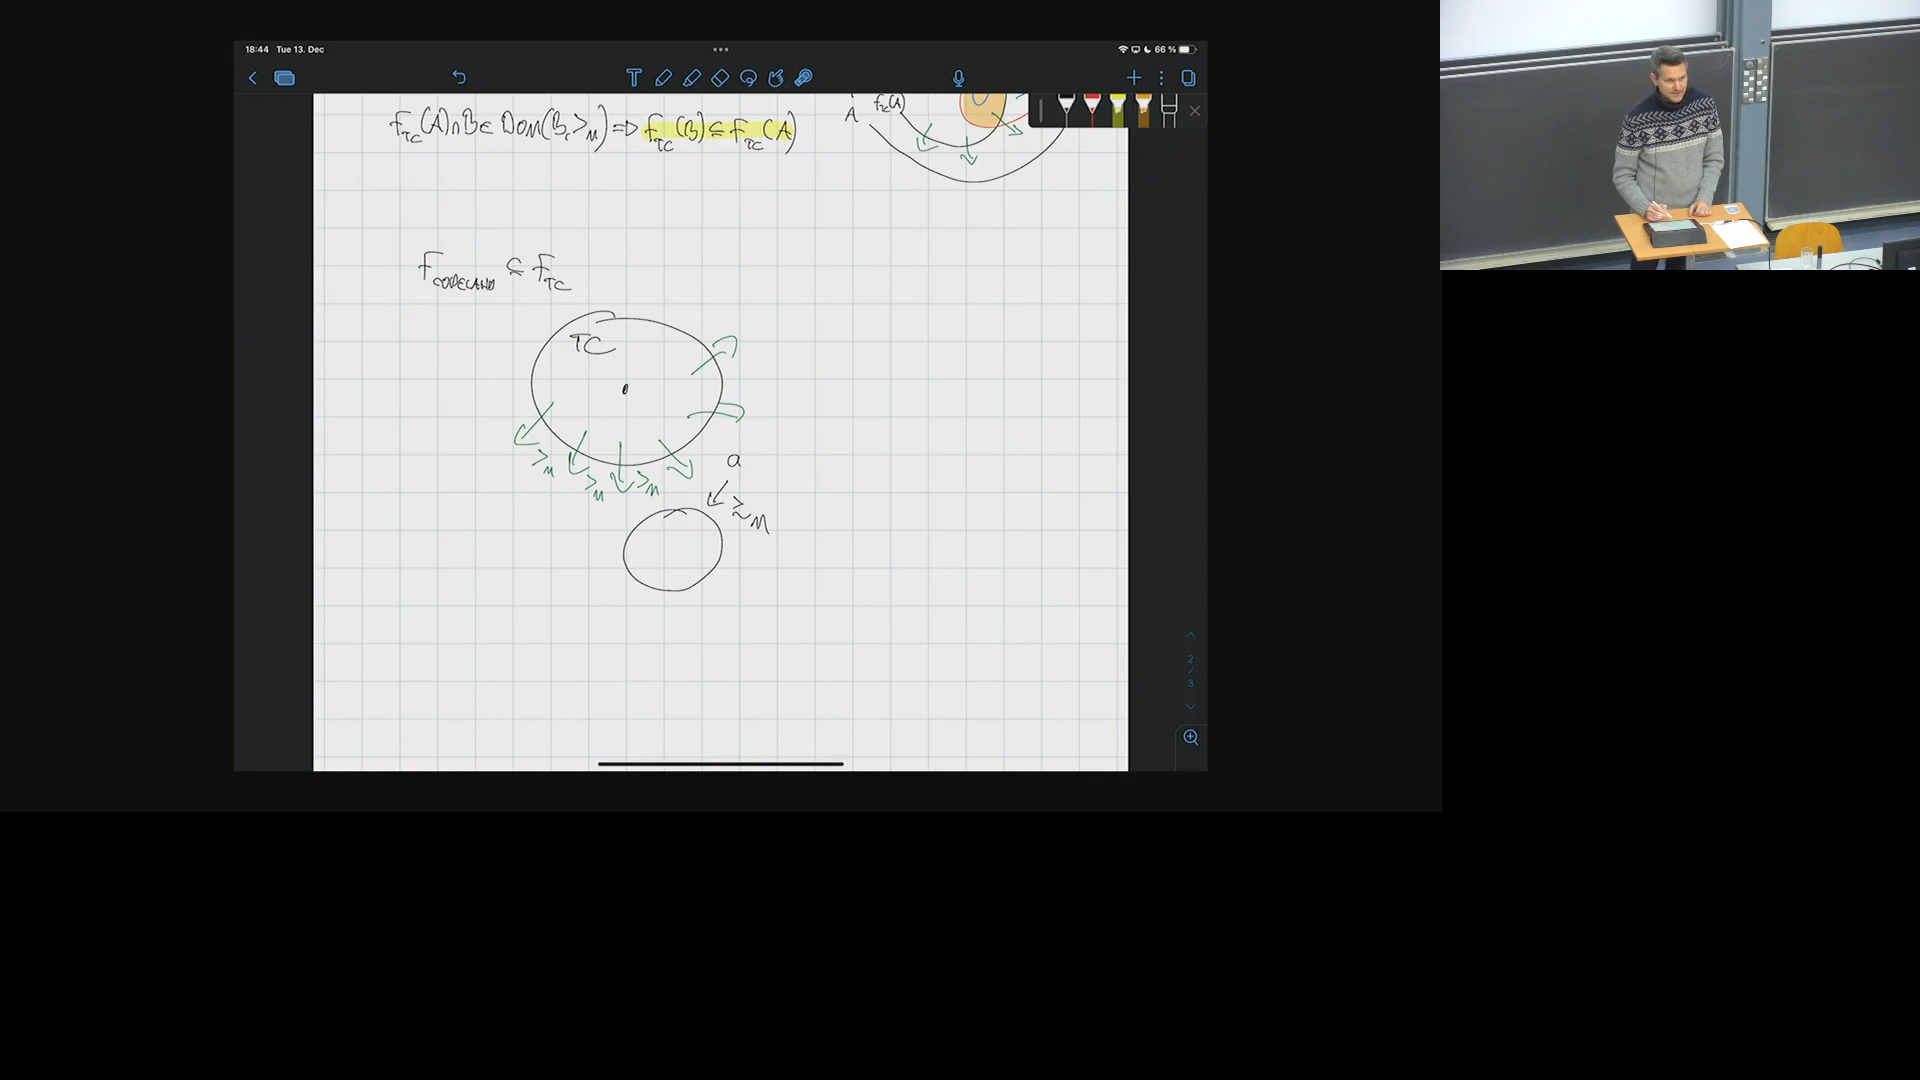 18:44 Tue 13. Dec
66 %
F_TC(A)∩B∈ Dom(B, >_M) ⇒ F_TC(B) ⊆ F_TC(A))
F_TC(A)
A
F_COPELAND ⊆ F_TC
TC
>_M
>_M
>_M
a
≿_M
2
/
3